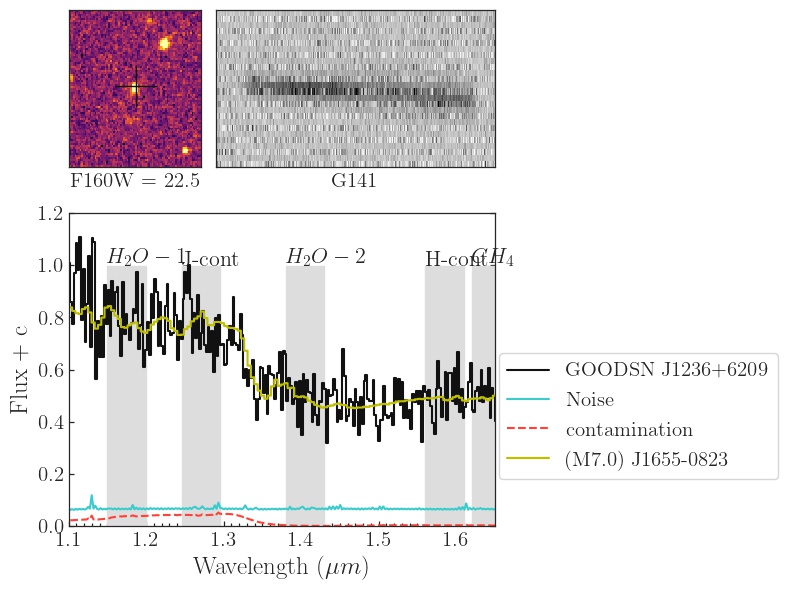 F160W = 22.5
G141
H2O − 1
J-cont
H2O − 2
H-cont
CH4
1.2
1.0
0.8
0.6
0.4
0.2
0.0
Flux + c
1.1
1.2
1.3
1.4
1.5
1.6
Wavelength (μm)
GOODSN J1236+6209
Noise
contamination
(M7.0) J1655-0823